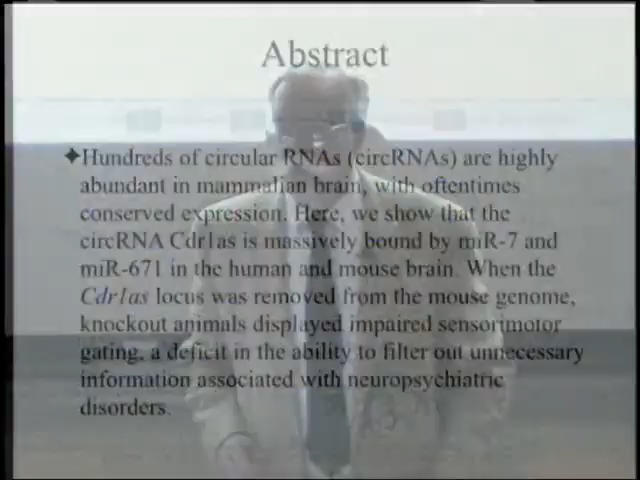 Abstract
✦Hundreds of circular RNAs (circRNAs) are highly
abundant in mammalian brain, with oftentimes
conserved expression. Here, we show that the
circRNA Cdr1as is massively bound by miR-7 and
miR-671 in the human and mouse brain. When the
Cdr1as locus was removed from the mouse genome,
knockout animals displayed impaired sensorimotor
gating, a deficit in the ability to filter out unnecessary
information associated with neuropsychiatric
disorders.